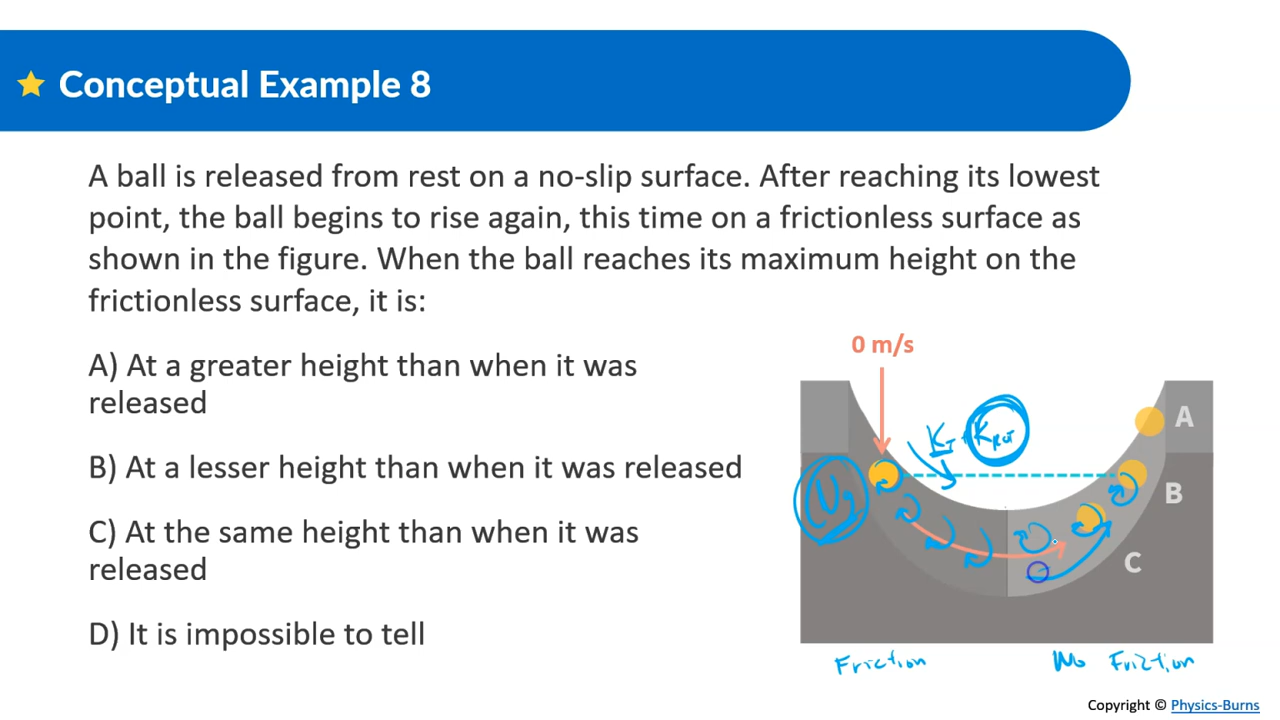 Conceptual Example 8
A ball is released from rest on a no-slip surface. After reaching its lowest
point, the ball begins to rise again, this time on a frictionless surface as
shown in the figure. When the ball reaches its maximum height on the
frictionless surface, it is:
A) At a greater height than when it was
released
B) At a lesser height than when it was released
C) At the same height than when it was
released
D) It is impossible to tell
0 m/s
K_T + K_ROT
U_g
A
B
C
Friction
No Friction
Copyright © Physics-Burns